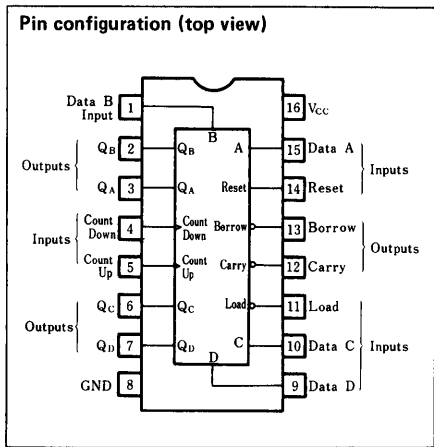 Pin configuration (top view)
Data B
Input
1
16
VCC
B
QB
2
QB
A
15
Data A
Outputs
Inputs
QA
3
QA
Reset
14
Reset
Count
Down
4
Count
Down
Borrow
13
Borrow
Inputs
Outputs
Count
Up
5
Count
Up
Carry
12
Carry
QC
6
QC
Load
11
Load
Outputs
QD
7
QD
C
10
Data C
Inputs
D
GND
8
9
Data D